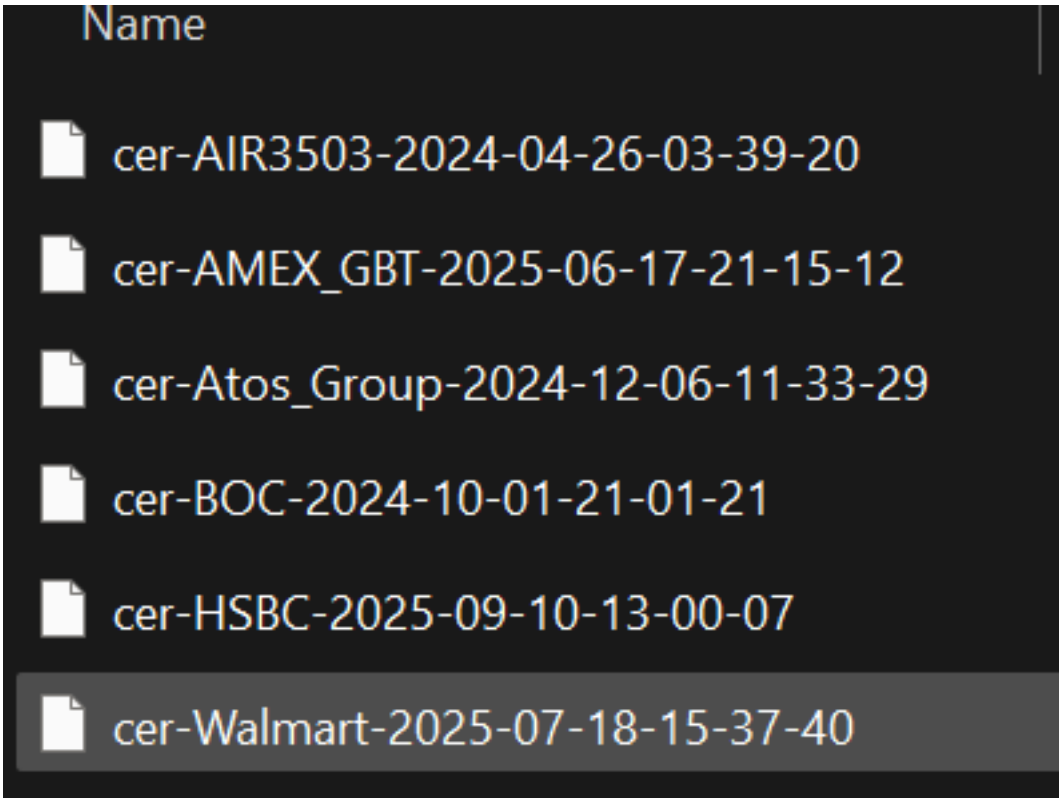 Name
cer-AIR3503-2024-04-26-03-39-20
cer-AMEX_GBT-2025-06-17-21-15-12
cer-Atos_Group-2024-12-06-11-33-29
cer-BOC-2024-10-01-21-01-21
cer-HSBC-2025-09-10-13-00-07
cer-Walmart-2025-07-18-15-37-40